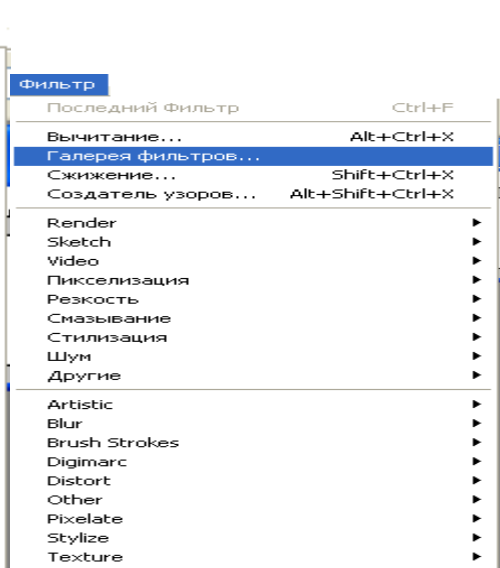 Фильтр
Последний Фильтр Ctrl+F
Вычитание... Alt+Ctrl+X
Галерея фильтров...
Сжижение... Shift+Ctrl+X
Создатель узоров... Alt+Shift+Ctrl+X
Render
Sketch
Video
Пикселизация
Резкость
Смазывание
Стилизация
Шум
Другие
Artistic
Blur
Brush Strokes
Digimarc
Distort
Other
Pixelate
Stylize
Texture